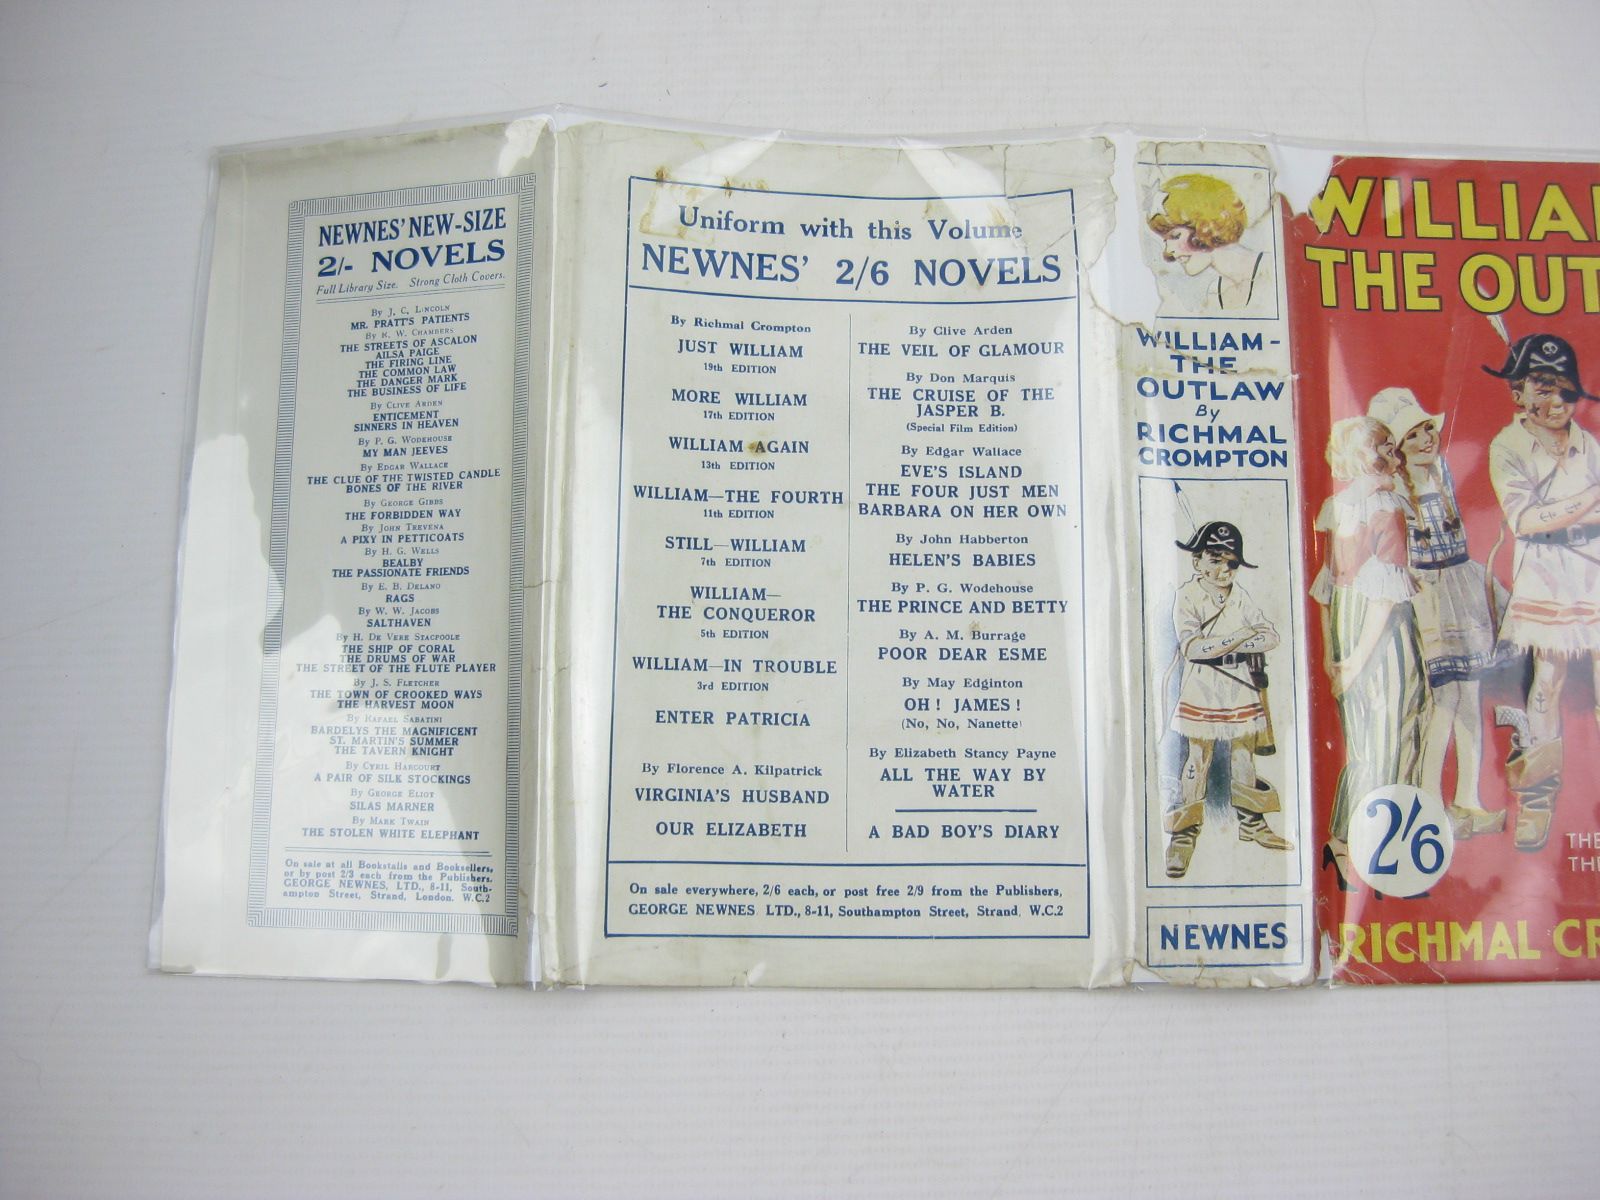 NEWNES' NEW-SIZE
2/- NOVELS
Full Library Size. Strong Cloth Covers.
By J. C. Lincoln
MR. PRATT'S PATIENTS
By R. W. Chambers
THE STREETS OF ASCALON
AILSA PAIGE
THE FIRING LINE
THE COMMON LAW
THE DANGER MARK
THE BUSINESS OF LIFE
By Clive Arden
ENTICEMENT
SINNERS IN HEAVEN
By P. G. Wodehouse
MY MAN JEEVES
By Edgar Wallace
THE CLUE OF THE TWISTED CANDLE
BONES OF THE RIVER
By George Gibbs
THE FORBIDDEN WAY
By John Trevena
A PIXY IN PETTICOATS
By H. G. Wells
BEALBY
THE PASSIONATE FRIENDS
By E. B. Delano
RAGS
By W. W. Jacobs
SALTHAVEN
By H. De Vere Stacpoole
THE SHIP OF CORAL
THE DRUMS OF WAR
THE STREET OF THE FLUTE PLAYER
By J. S. Fletcher
THE TOWN OF CROOKED WAYS
THE HARVEST MOON
By Rafael Sabatini
BARDELYS THE MAGNIFICENT
ST. MARTIN'S SUMMER
THE TAVERN KNIGHT
By Cyril Harcourt
A PAIR OF SILK STOCKINGS
By George Eliot
SILAS MARNER
By Mark Twain
THE STOLEN WHITE ELEPHANT
On sale at all Bookstalls and Booksellers,
or by post 2/3 each from the Publishers.
GEORGE NEWNES, LTD., 8-11, South-
ampton Street, Strand, London. W.C.2
Uniform with this Volume
NEWNES' 2/6 NOVELS
By Richmal Crompton
JUST WILLIAM
19th EDITION
MORE WILLIAM
17th EDITION
WILLIAM AGAIN
13th EDITION
WILLIAM—THE FOURTH
11th EDITION
STILL—WILLIAM
7th EDITION
WILLIAM—
THE CONQUEROR
5th EDITION
WILLIAM—IN TROUBLE
3rd EDITION
ENTER PATRICIA
By Florence A. Kilpatrick
VIRGINIA'S HUSBAND
OUR ELIZABETH
By Clive Arden
THE VEIL OF GLAMOUR
By Don Marquis
THE CRUISE OF THE
JASPER B.
(Special Film Edition)
By Edgar Wallace
EVE'S ISLAND
THE FOUR JUST MEN
BARBARA ON HER OWN
By John Habberton
HELEN'S BABIES
By P. G. Wodehouse
THE PRINCE AND BETTY
By A. M. Burrage
POOR DEAR ESME
By May Edginton
OH! JAMES!
(No, No, Nanette)
By Elizabeth Stancy Payne
ALL THE WAY BY
WATER
A BAD BOY'S DIARY
On sale everywhere, 2/6 each, or post free 2/9 from the Publishers,
GEORGE NEWNES LTD., 8-11, Southampton Street, Strand, W.C.2
WILLIAM-
THE
OUTLAW
By
RICHMAL
CROMPTON
NEWNES
WILLIA
THE OUT
2/6
THE
THE
RICHMAL CR